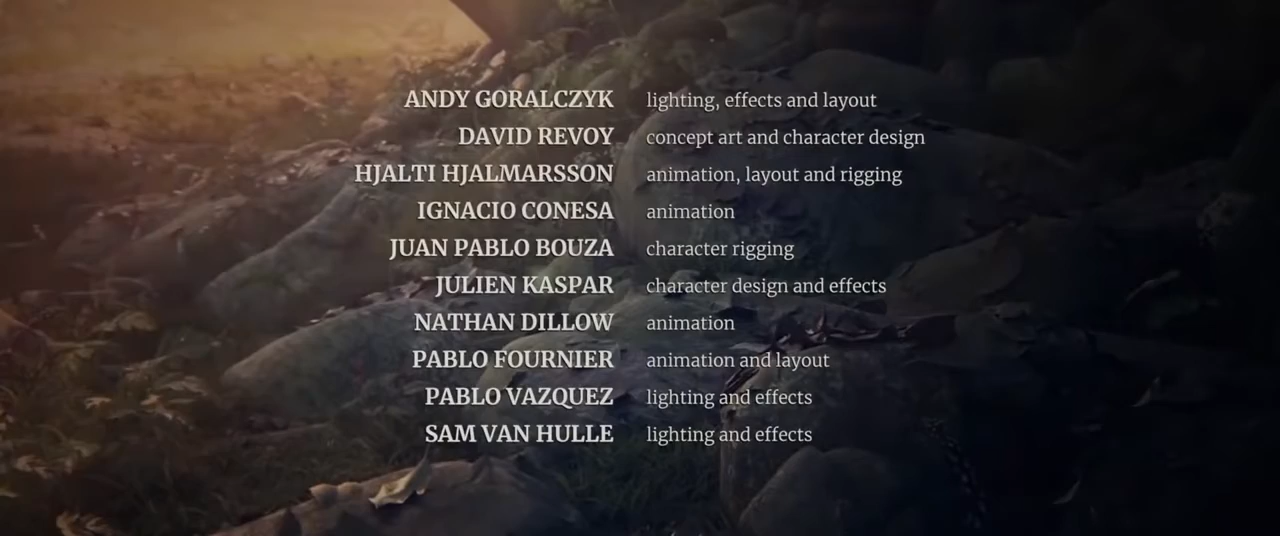 ANDY GORALCZYK lighting, effects and layout
DAVID REVOY concept art and character design
HJALTI HJALMARSSON animation, layout and rigging
IGNACIO CONESA animation
JUAN PABLO BOUZA character rigging
JULIEN KASPAR character design and effects
NATHAN DILLOW animation
PABLO FOURNIER animation and layout
PABLO VAZQUEZ lighting and effects
SAM VAN HULLE lighting and effects